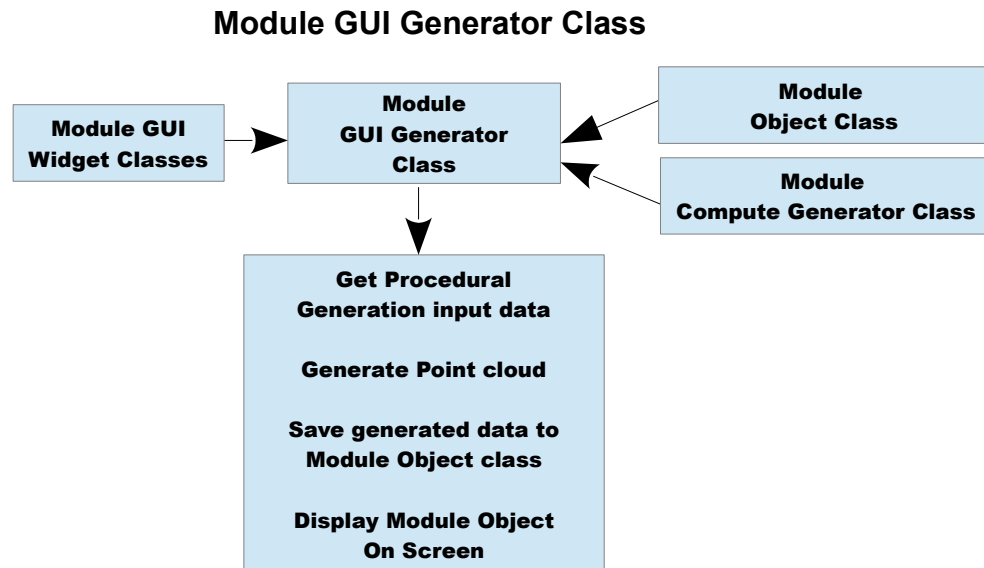 Module GUI Generator Class
Module GUI
Widget Classes
Module
GUI Generator
Class
Module
Object Class
Module
Compute Generator Class
Get Procedural
Generation input data
Generate Point cloud
Save generated data to
Module Object class
Display Module Object
On Screen